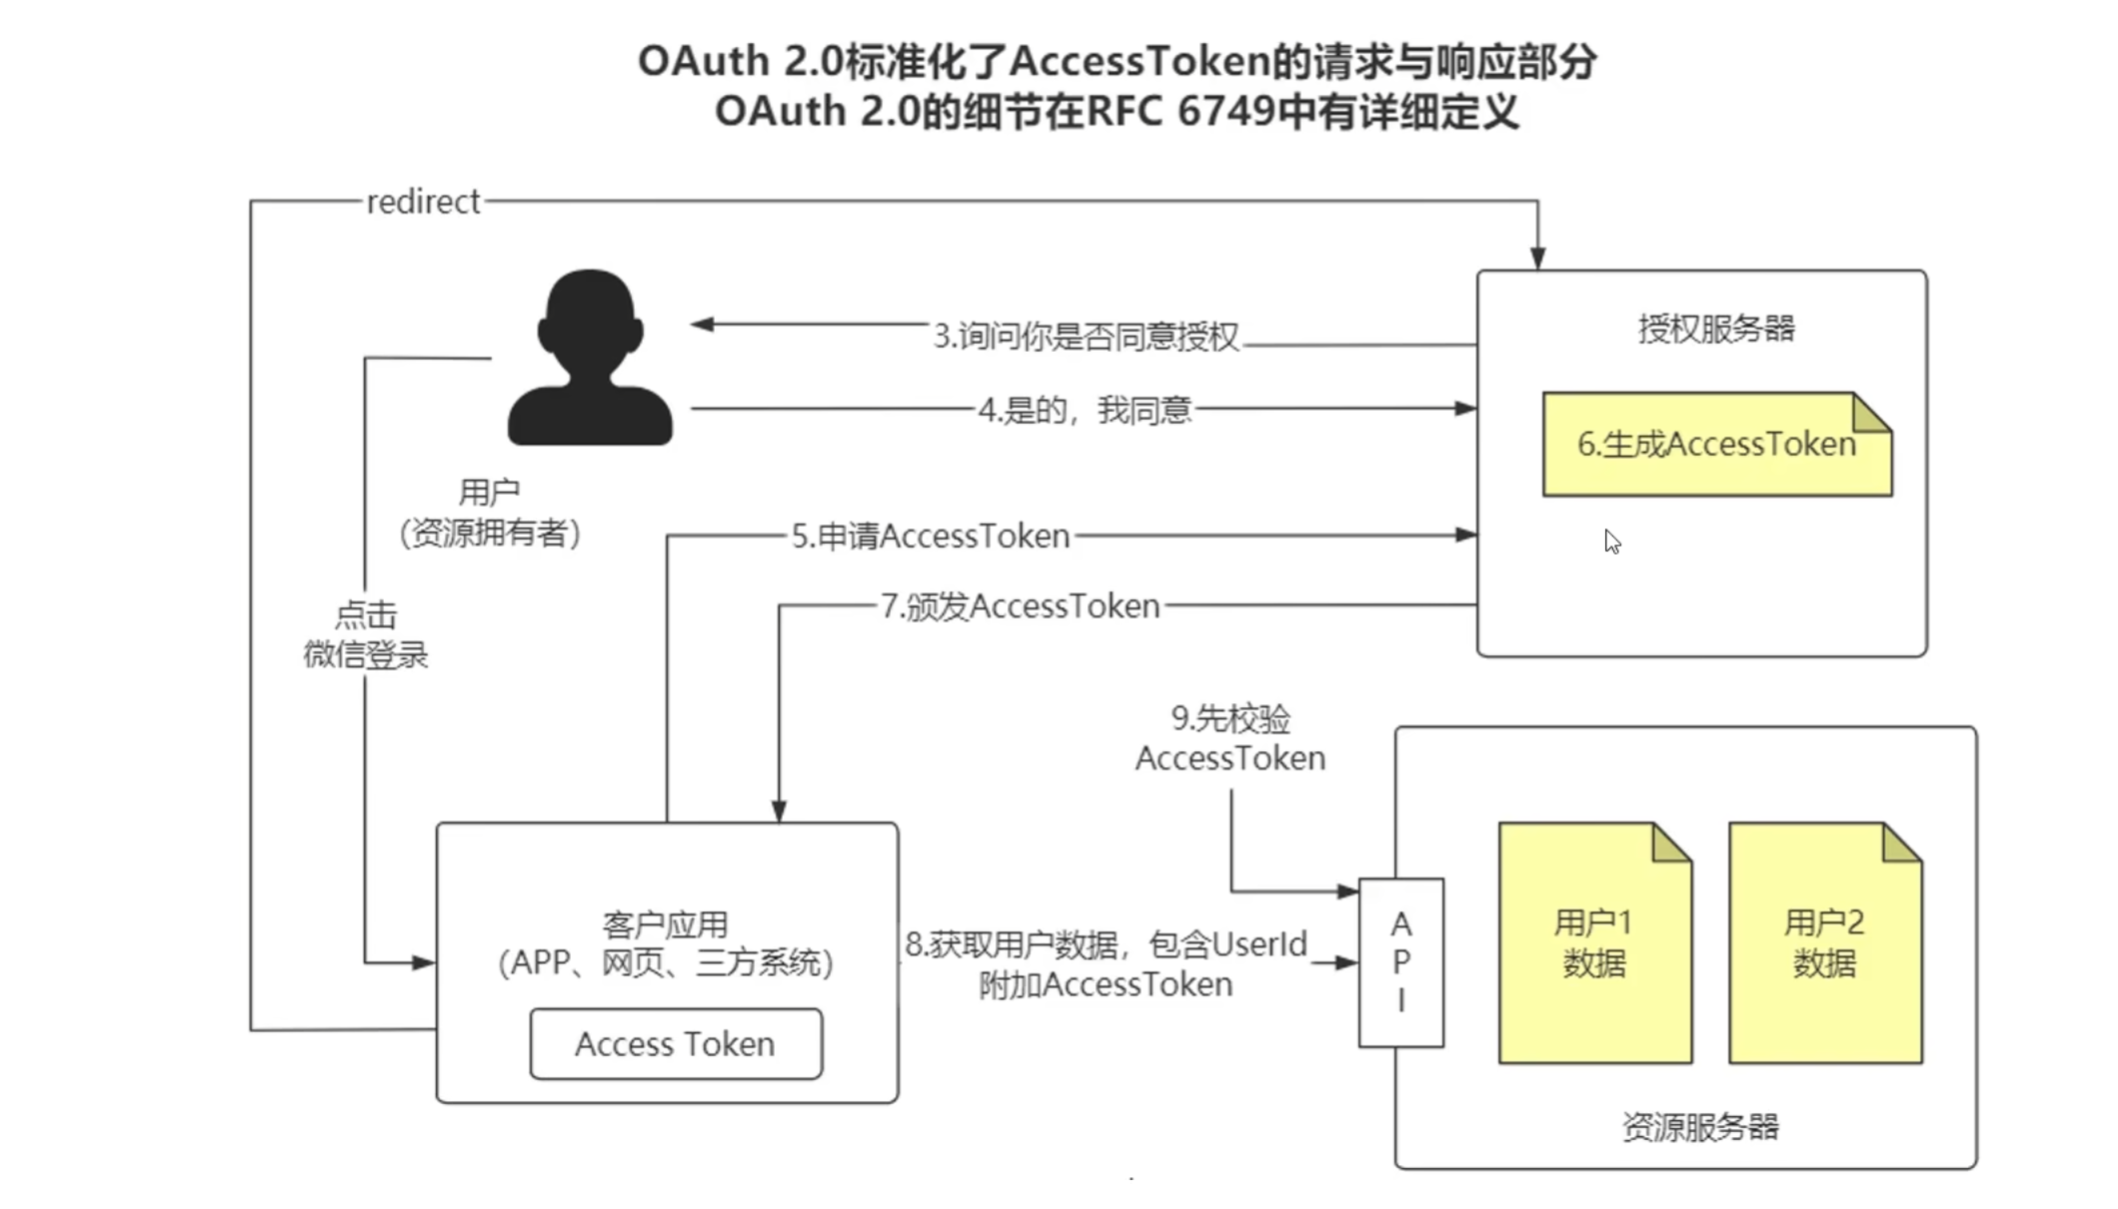 OAuth 2.0标准化了AccessToken的请求与响应部分
OAuth 2.0的细节在RFC 6749中有详细定义
redirect
3.询问你是否同意授权
授权服务器
4.是的，我同意
6.生成AccessToken
用户
（资源拥有者）
5.申请AccessToken
7.颁发AccessToken
点击
微信登录
9.先校验
AccessToken
客户应用
（APP、网页、三方系统）
Access Token
8.获取用户数据，包含UserId
附加AccessToken
A
P
I
用户1
数据
用户2
数据
资源服务器